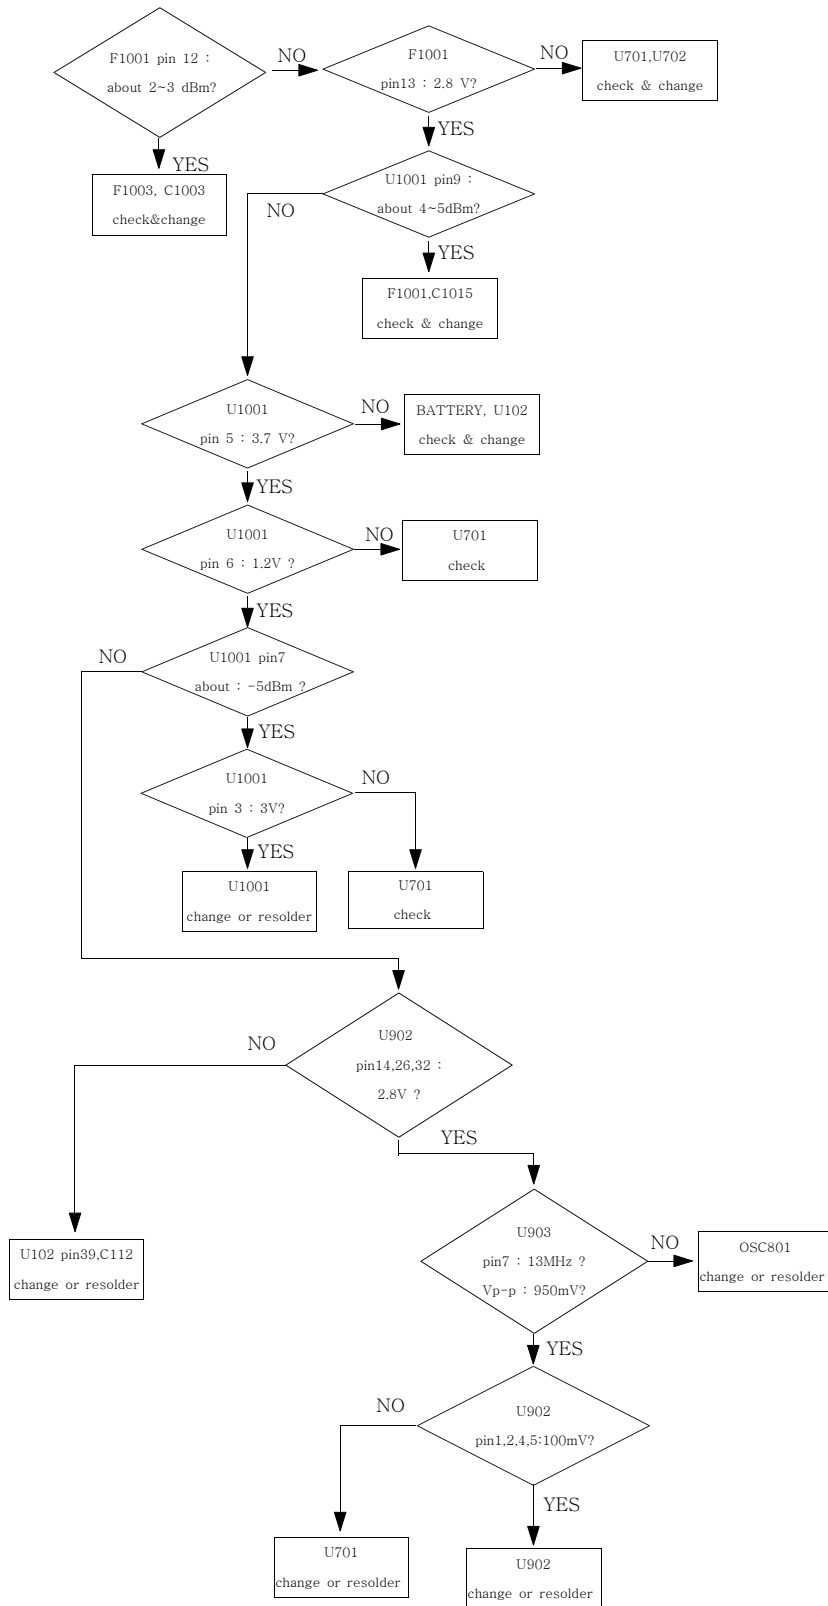 F1001 pin 12 :
about 2~3 dBm?
NO
F1001
pin13 : 2.8 V?
NO
U701,U702
check & change
YES
YES
F1003, C1003
check&change
U1001 pin9 :
about 4~5dBm?
NO
YES
F1001,C1015
check & change
U1001
pin 5 : 3.7 V?
NO
BATTERY, U102
check & change
YES
U1001
pin 6 : 1.2V ?
NO
U701
check
YES
NO
U1001 pin7
about : -5dBm ?
YES
U1001
pin 3 : 3V?
NO
YES
U1001
change or resolder
U701
check
NO
U902
pin14,26,32 :
2.8V ?
YES
U102 pin39,C112
change or resolder
U903
pin7 : 13MHz ?
Vp-p : 950mV?
NO
OSC801
change or resolder
YES
NO
U902
pin1,2,4,5:100mV?
YES
U701
change or resolder
U902
change or resolder